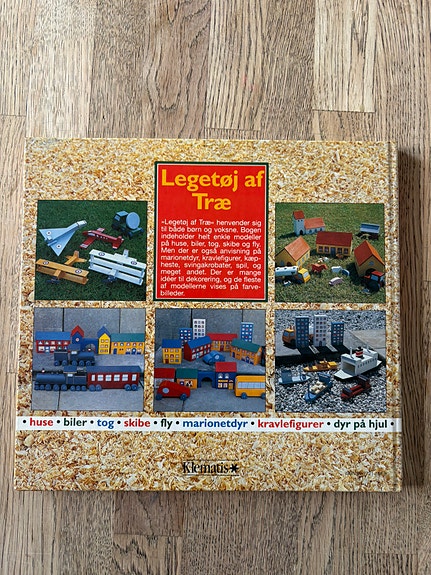 Legetøj af
Træ
»Legetøj af Træ« henvender sig
til både børn og voksne. Bogen
indeholder helt enkle modeller
på huse, biler, tog, skibe og fly.
Men der er også anvisning på
marionetdyr, kravlefigurer, kæp-
heste, svingakrobater, spil, og
meget andet. Der er mange
idéer til dekorering, og de fleste
af modellerne vises på farve-
billeder.
• huse • biler • tog • skibe • fly • marionetdyr • kravlefigurer • dyr på hjul •
Klematis